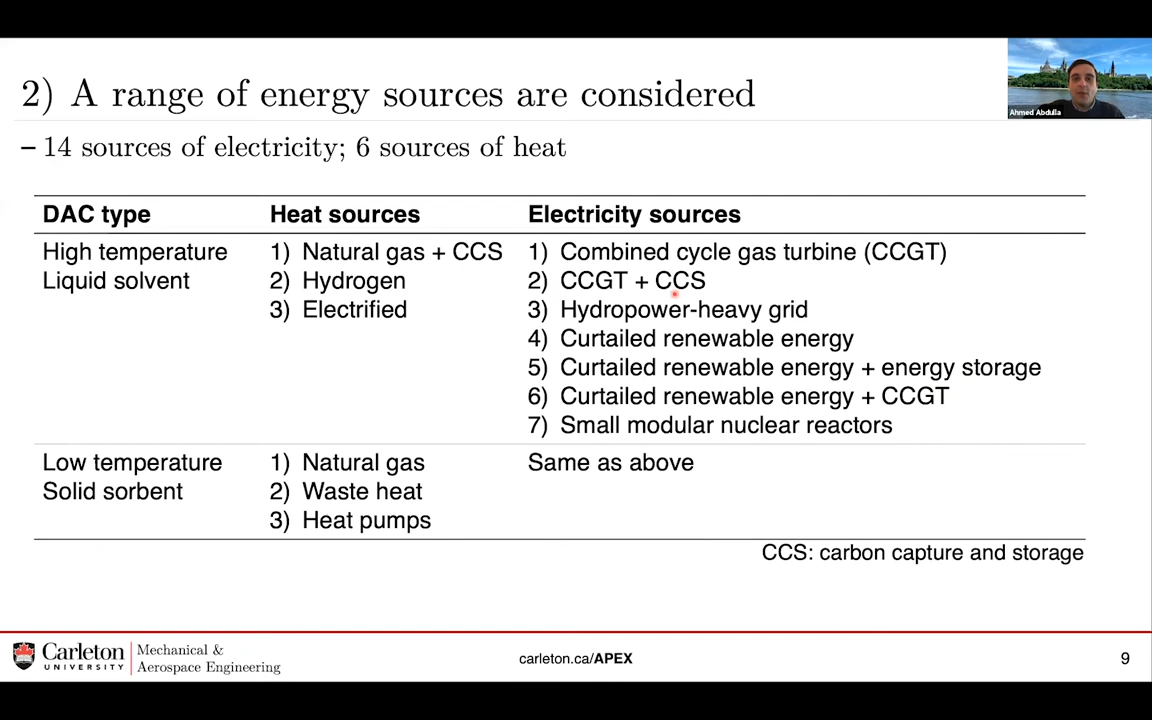 Ahmed Abdulla
2) A range of energy sources are considered
– 14 sources of electricity; 6 sources of heat
DAC type Heat sources Electricity sources
High temperature 1) Natural gas + CCS 1) Combined cycle gas turbine (CCGT)
Liquid solvent 2) Hydrogen 2) CCGT + CCS
3) Electrified 3) Hydropower-heavy grid
4) Curtailed renewable energy
5) Curtailed renewable energy + energy storage
6) Curtailed renewable energy + CCGT
7) Small modular nuclear reactors
Low temperature 1) Natural gas Same as above
Solid sorbent 2) Waste heat
3) Heat pumps
CCS: carbon capture and storage
Carleton UNIVERSITY
Mechanical &
Aerospace Engineering
carleton.ca/APEX
9